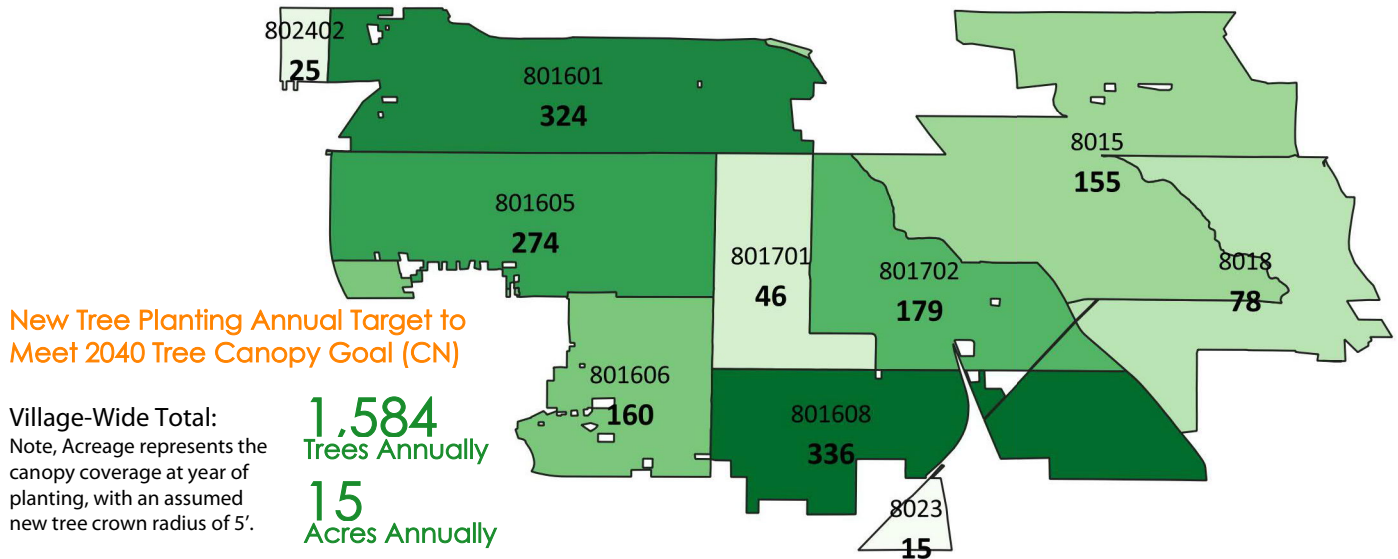 802402
25
801601
324
8015
155
801605
274
801701
46
801702
179
8018
78
New Tree Planting Annual Target to
Meet 2040 Tree Canopy Goal (CN)
801606
160
801608
336
Village-Wide Total:
Note, Acreage represents the
canopy coverage at year of
planting, with an assumed
new tree crown radius of 5’.
1,584
Trees Annually
15
Acres Annually
8023
15